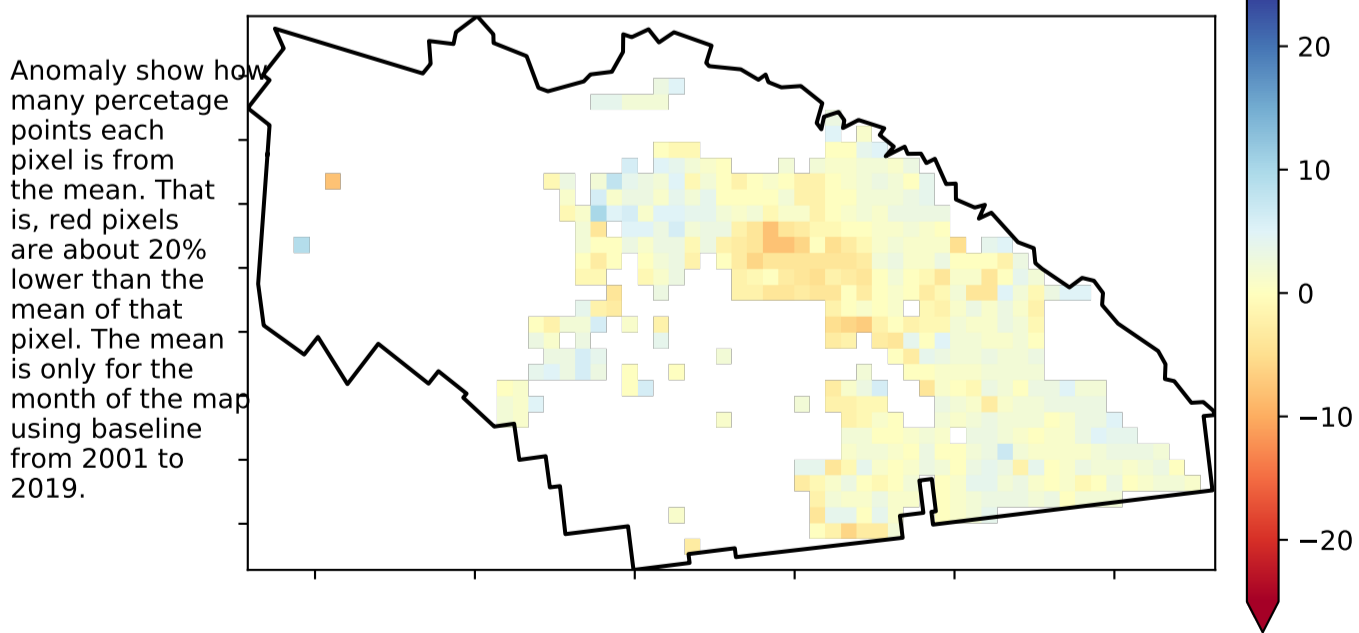 Anomaly show how
many percetage
points each
pixel is from
the mean. That
is, red pixels
are about 20%
lower than the
mean of that
pixel. The mean
is only for the
month of the map
using baseline
from 2001 to
2019.
20
10
0
−10
−20